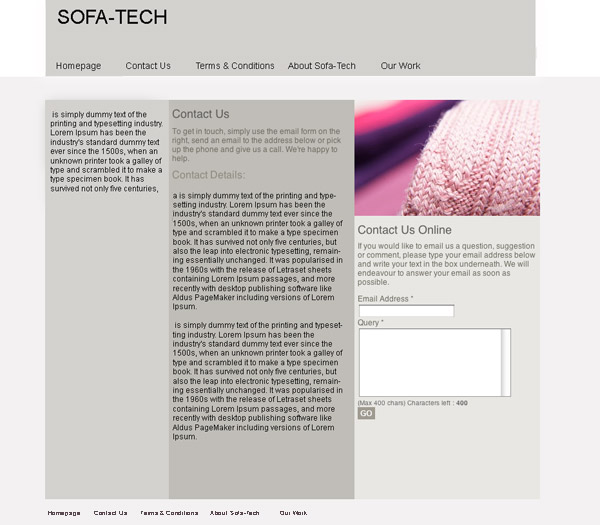 SOFA-TECH
Homepage Contact Us Terms & Conditions About Sofa-Tech Our Work
is simply dummy text of the
printing and typesetting industry.
Lorem Ipsum has been the
industry's standard dummy text
ever since the 1500s, when an
unknown printer took a galley of
type and scrambled it to make a
type specimen book. It has
survived not only five centuries,
Contact Us
To get in touch, simply use the email form on the
right, send an email to the address below or pick
up the phone and give us a call. We're happy to
help.
Contact Details:
a is simply dummy text of the printing and type-
setting industry. Lorem Ipsum has been the
industry's standard dummy text ever since the
1500s, when an unknown printer took a galley of
type and scrambled it to make a type specimen
book. It has survived not only five centuries, but
also the leap into electronic typesetting, remain-
ing essentially unchanged. It was popularised in
the 1960s with the release of Letraset sheets
containing Lorem Ipsum passages, and more
recently with desktop publishing software like
Aldus PageMaker including versions of Lorem
Ipsum.
is simply dummy text of the printing and typeset-
ting industry. Lorem Ipsum has been the
industry's standard dummy text ever since the
1500s, when an unknown printer took a galley of
type and scrambled it to make a type specimen
book. It has survived not only five centuries, but
also the leap into electronic typesetting, remain-
ing essentially unchanged. It was popularised in
the 1960s with the release of Letraset sheets
containing Lorem Ipsum passages, and more
recently with desktop publishing software like
Aldus PageMaker including versions of Lorem
Ipsum.
Contact Us Online
If you would like to email us a question, suggestion
or comment, please type your email address below
and write your text in the box underneath. We will
endeavour to answer your email as soon as
possible.
Email Address *
Query *
(Max 400 chars) Characters left : 400
GO
Homepage Contact Us Terms & Conditions About Sofa-Tech Our Work